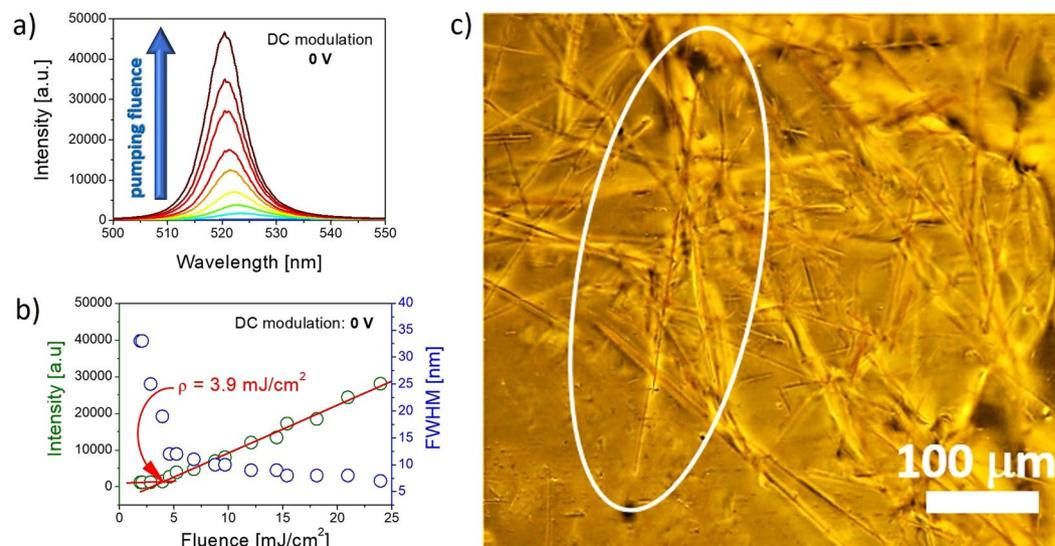 a)
50000
40000
30000
20000
10000
0
Intensity [a.u.]
pumping fluence
DC modulation
0 V
500
510
520
530
540
550
Wavelength [nm]
b)
50000
40000
30000
20000
10000
0
Intensity [a.u]
DC modulation: 0 V
ρ = 3.9 mJ/cm²
40
35
30
25
20
15
10
5
FWHM [nm]
0
5
10
15
20
25
Fluence [mJ/cm²]
c)
100 µm